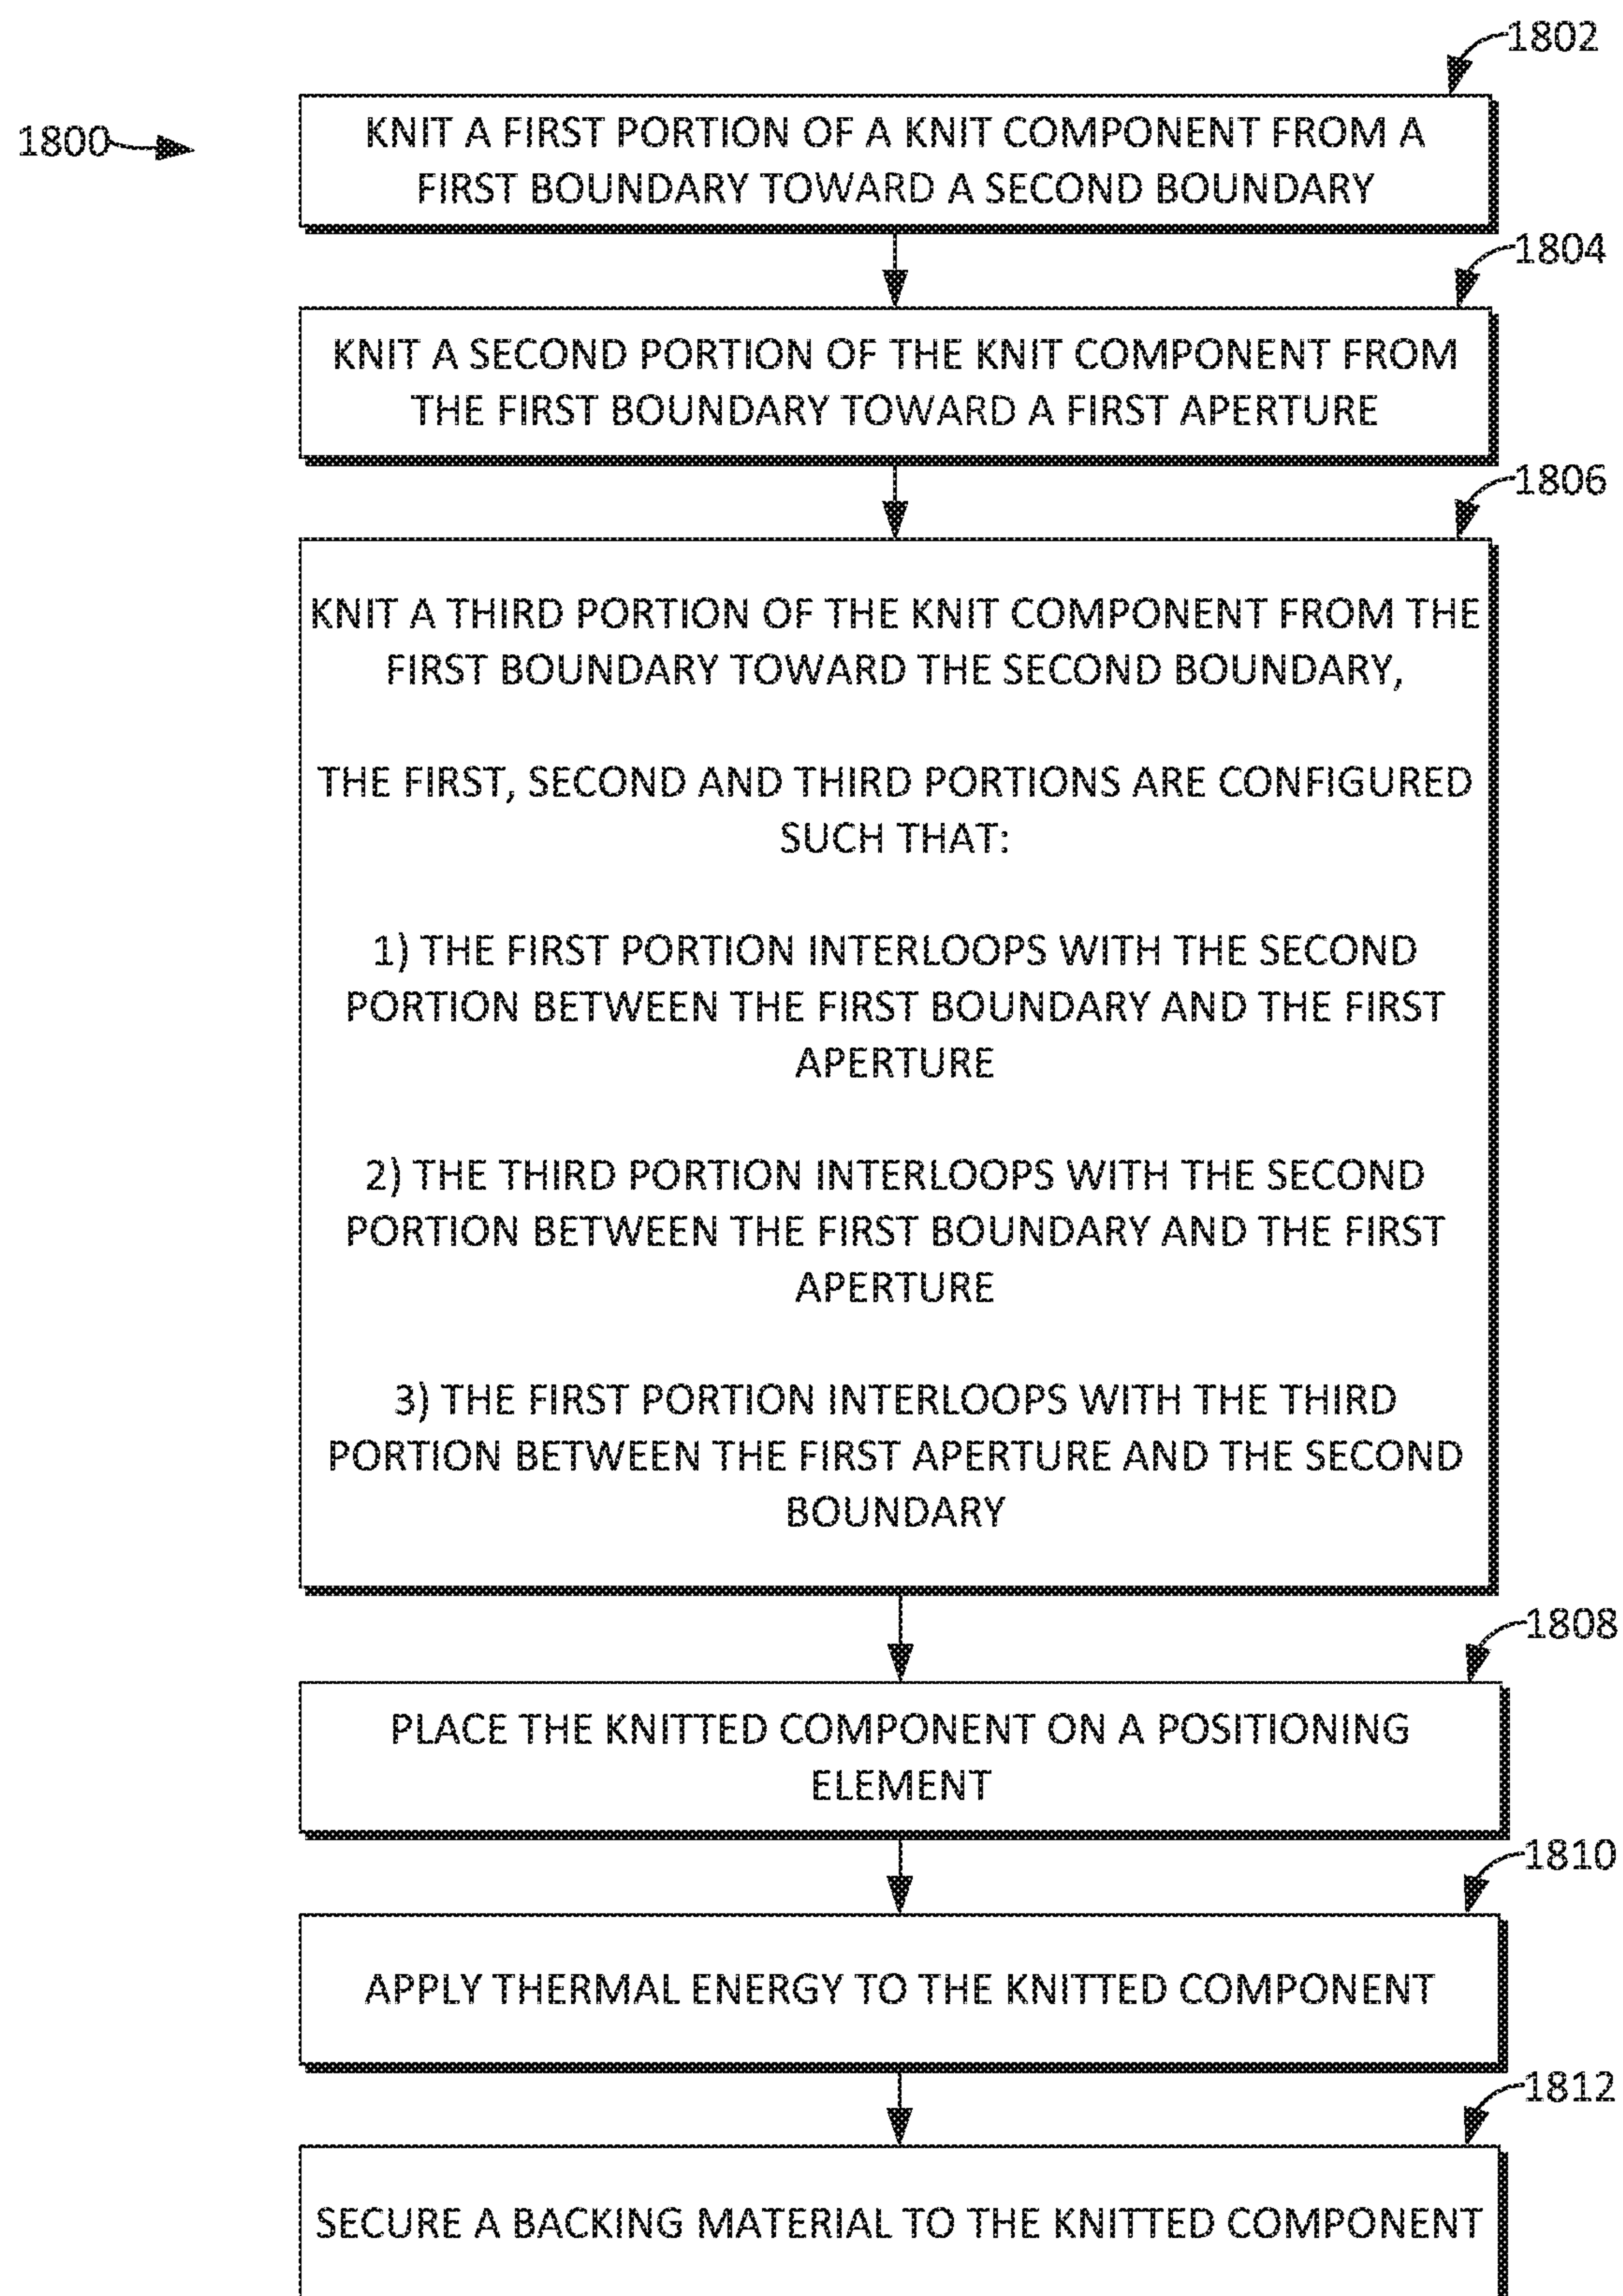 1802
1800
KNIT A FIRST PORTION OF A KNIT COMPONENT FROM A
FIRST BOUNDARY TOWARD A SECOND BOUNDARY
1804
KNIT A SECOND PORTION OF THE KNIT COMPONENT FROM
THE FIRST BOUNDARY TOWARD A FIRST APERTURE
1806
KNIT A THIRD PORTION OF THE KNIT COMPONENT FROM THE
FIRST BOUNDARY TOWARD THE SECOND BOUNDARY,
THE FIRST, SECOND AND THIRD PORTIONS ARE CONFIGURED
SUCH THAT:
1) THE FIRST PORTION INTERLOOPS WITH THE SECOND
PORTION BETWEEN THE FIRST BOUNDARY AND THE FIRST
APERTURE
2) THE THIRD PORTION INTERLOOPS WITH THE SECOND
PORTION BETWEEN THE FIRST BOUNDARY AND THE FIRST
APERTURE
3) THE FIRST PORTION INTERLOOPS WITH THE THIRD
PORTION BETWEEN THE FIRST APERTURE AND THE SECOND
BOUNDARY
1808
PLACE THE KNITTED COMPONENT ON A POSITIONING
ELEMENT
1810
APPLY THERMAL ENERGY TO THE KNITTED COMPONENT
1812
SECURE A BACKING MATERIAL TO THE KNITTED COMPONENT